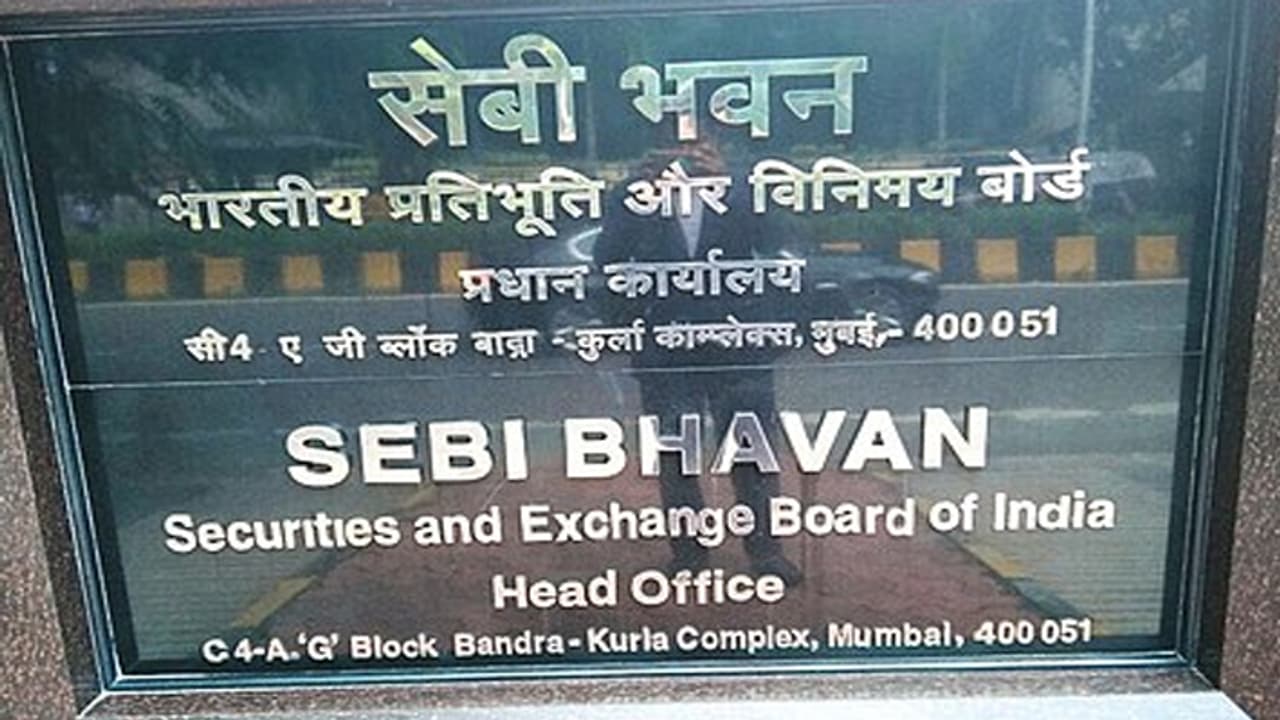 सेबी भवन
भारतीय प्रतिभूति और विनिमय बोर्ड
प्रधान कार्यालय
सी4 - ए जी ब्लॉक बाद्रा - कुर्ला काम्प्लेक्स, मुबई,- 400 051
SEBI BHAVAN
Securities and Exchange Board of India
Head Office
C 4-A.‘G’ Block Bandra - Kurla Complex, Mumbai, 400 051